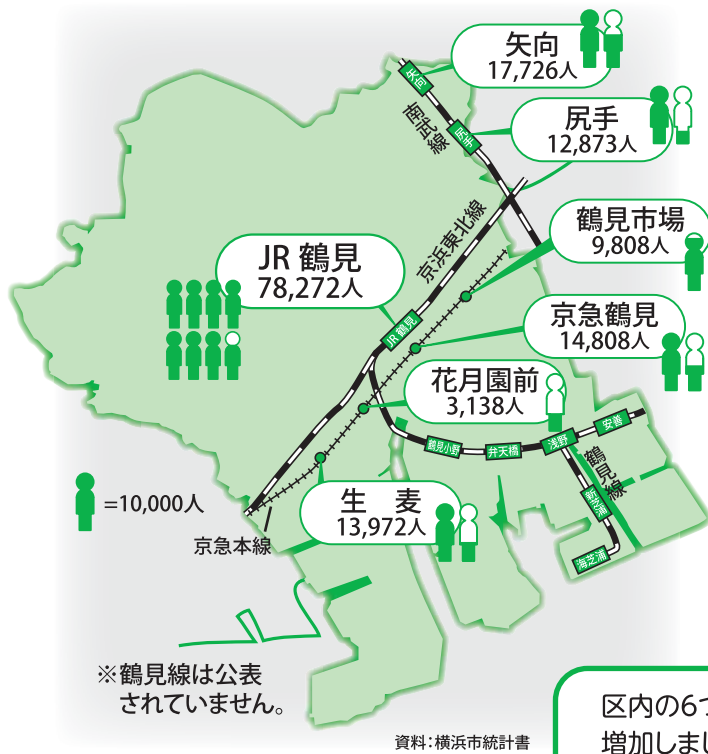 矢向
17,726人
矢向
南武線
尻手
尻手
12,873人
京浜東北線
鶴見市場
9,808人
JR 鶴見
78,272人
JR 鶴見
京急鶴見
14,808人
花月園前
3,138人
鶴見小野
弁天橋
浅野
安善
鶴見線
新芝浦
海芝浦
=10,000人
生 麦
13,972人
京急本線
※鶴見線は公表
されていません。
資料：横浜市統計書
区内の6つ
増加しまし